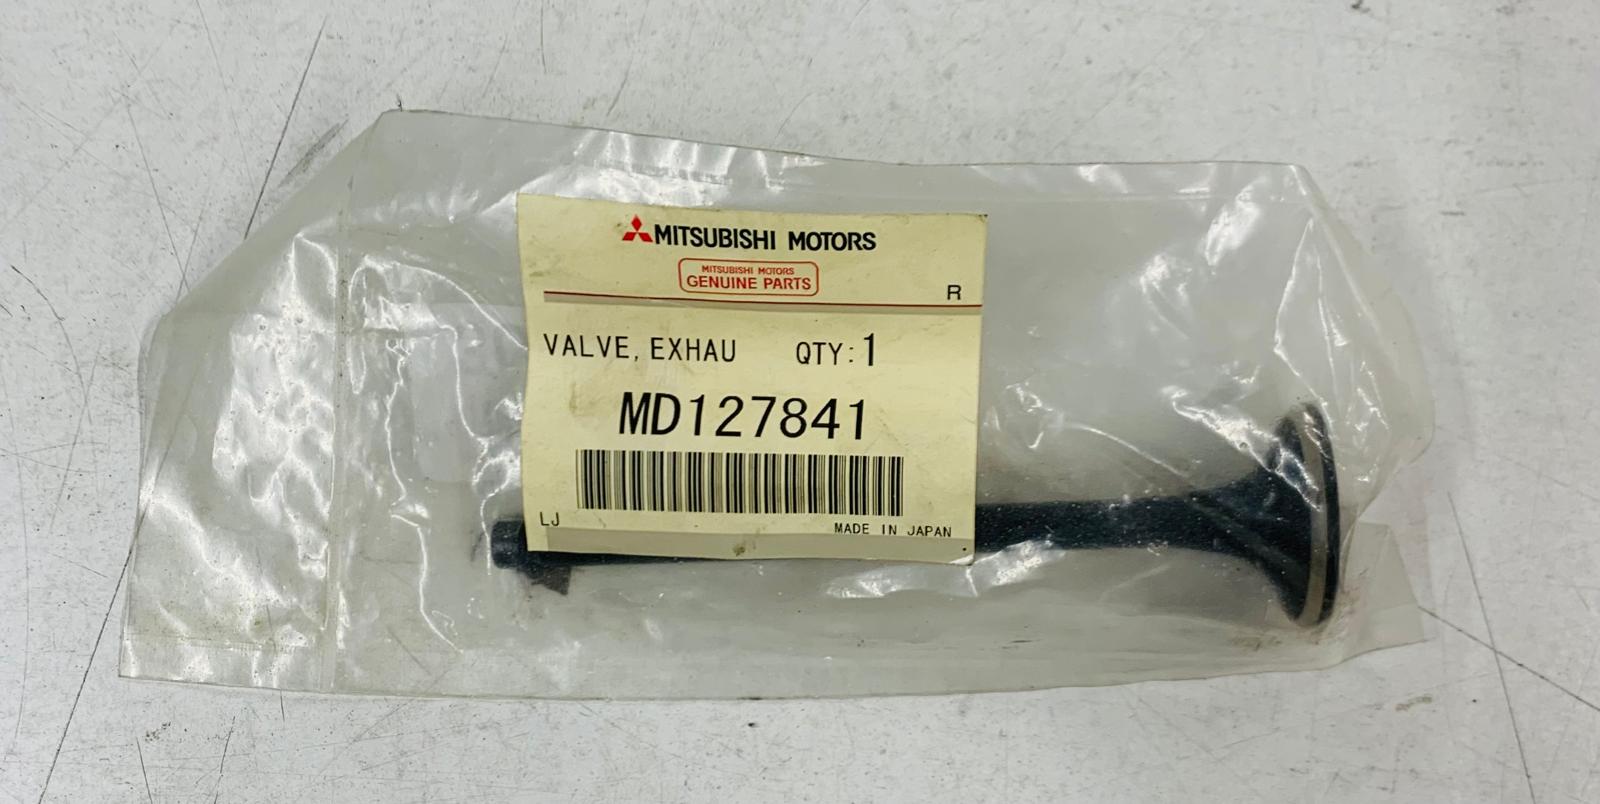 MITSUBISHI MOTORS
MITSUBISHI MOTORS
GENUINE PARTS
R
VALVE, EXHAU QTY:1
MD127841
LJ MADE IN JAPAN